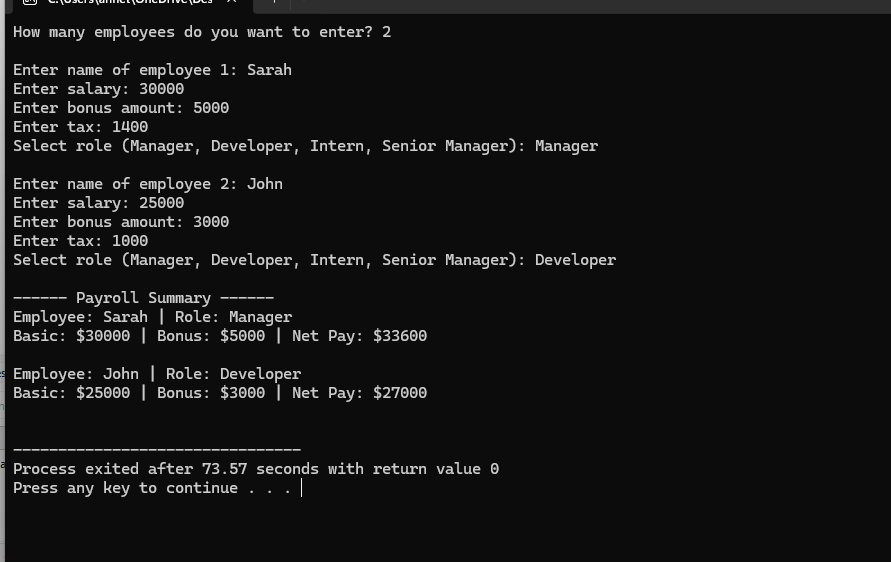 How many employees do you want to enter? 2
Enter name of employee 1: Sarah
Enter salary: 30000
Enter bonus amount: 5000
Enter tax: 1400
Select role (Manager, Developer, Intern, Senior Manager): Manager
Enter name of employee 2: John
Enter salary: 25000
Enter bonus amount: 3000
Enter tax: 1000
Select role (Manager, Developer, Intern, Senior Manager): Developer
------ Payroll Summary ------
Employee: Sarah | Role: Manager
Basic: $30000 | Bonus: $5000 | Net Pay: $33600
Employee: John | Role: Developer
Basic: $25000 | Bonus: $3000 | Net Pay: $27000
--------------------------------
Process exited after 73.57 seconds with return value 0
Press any key to continue . . .